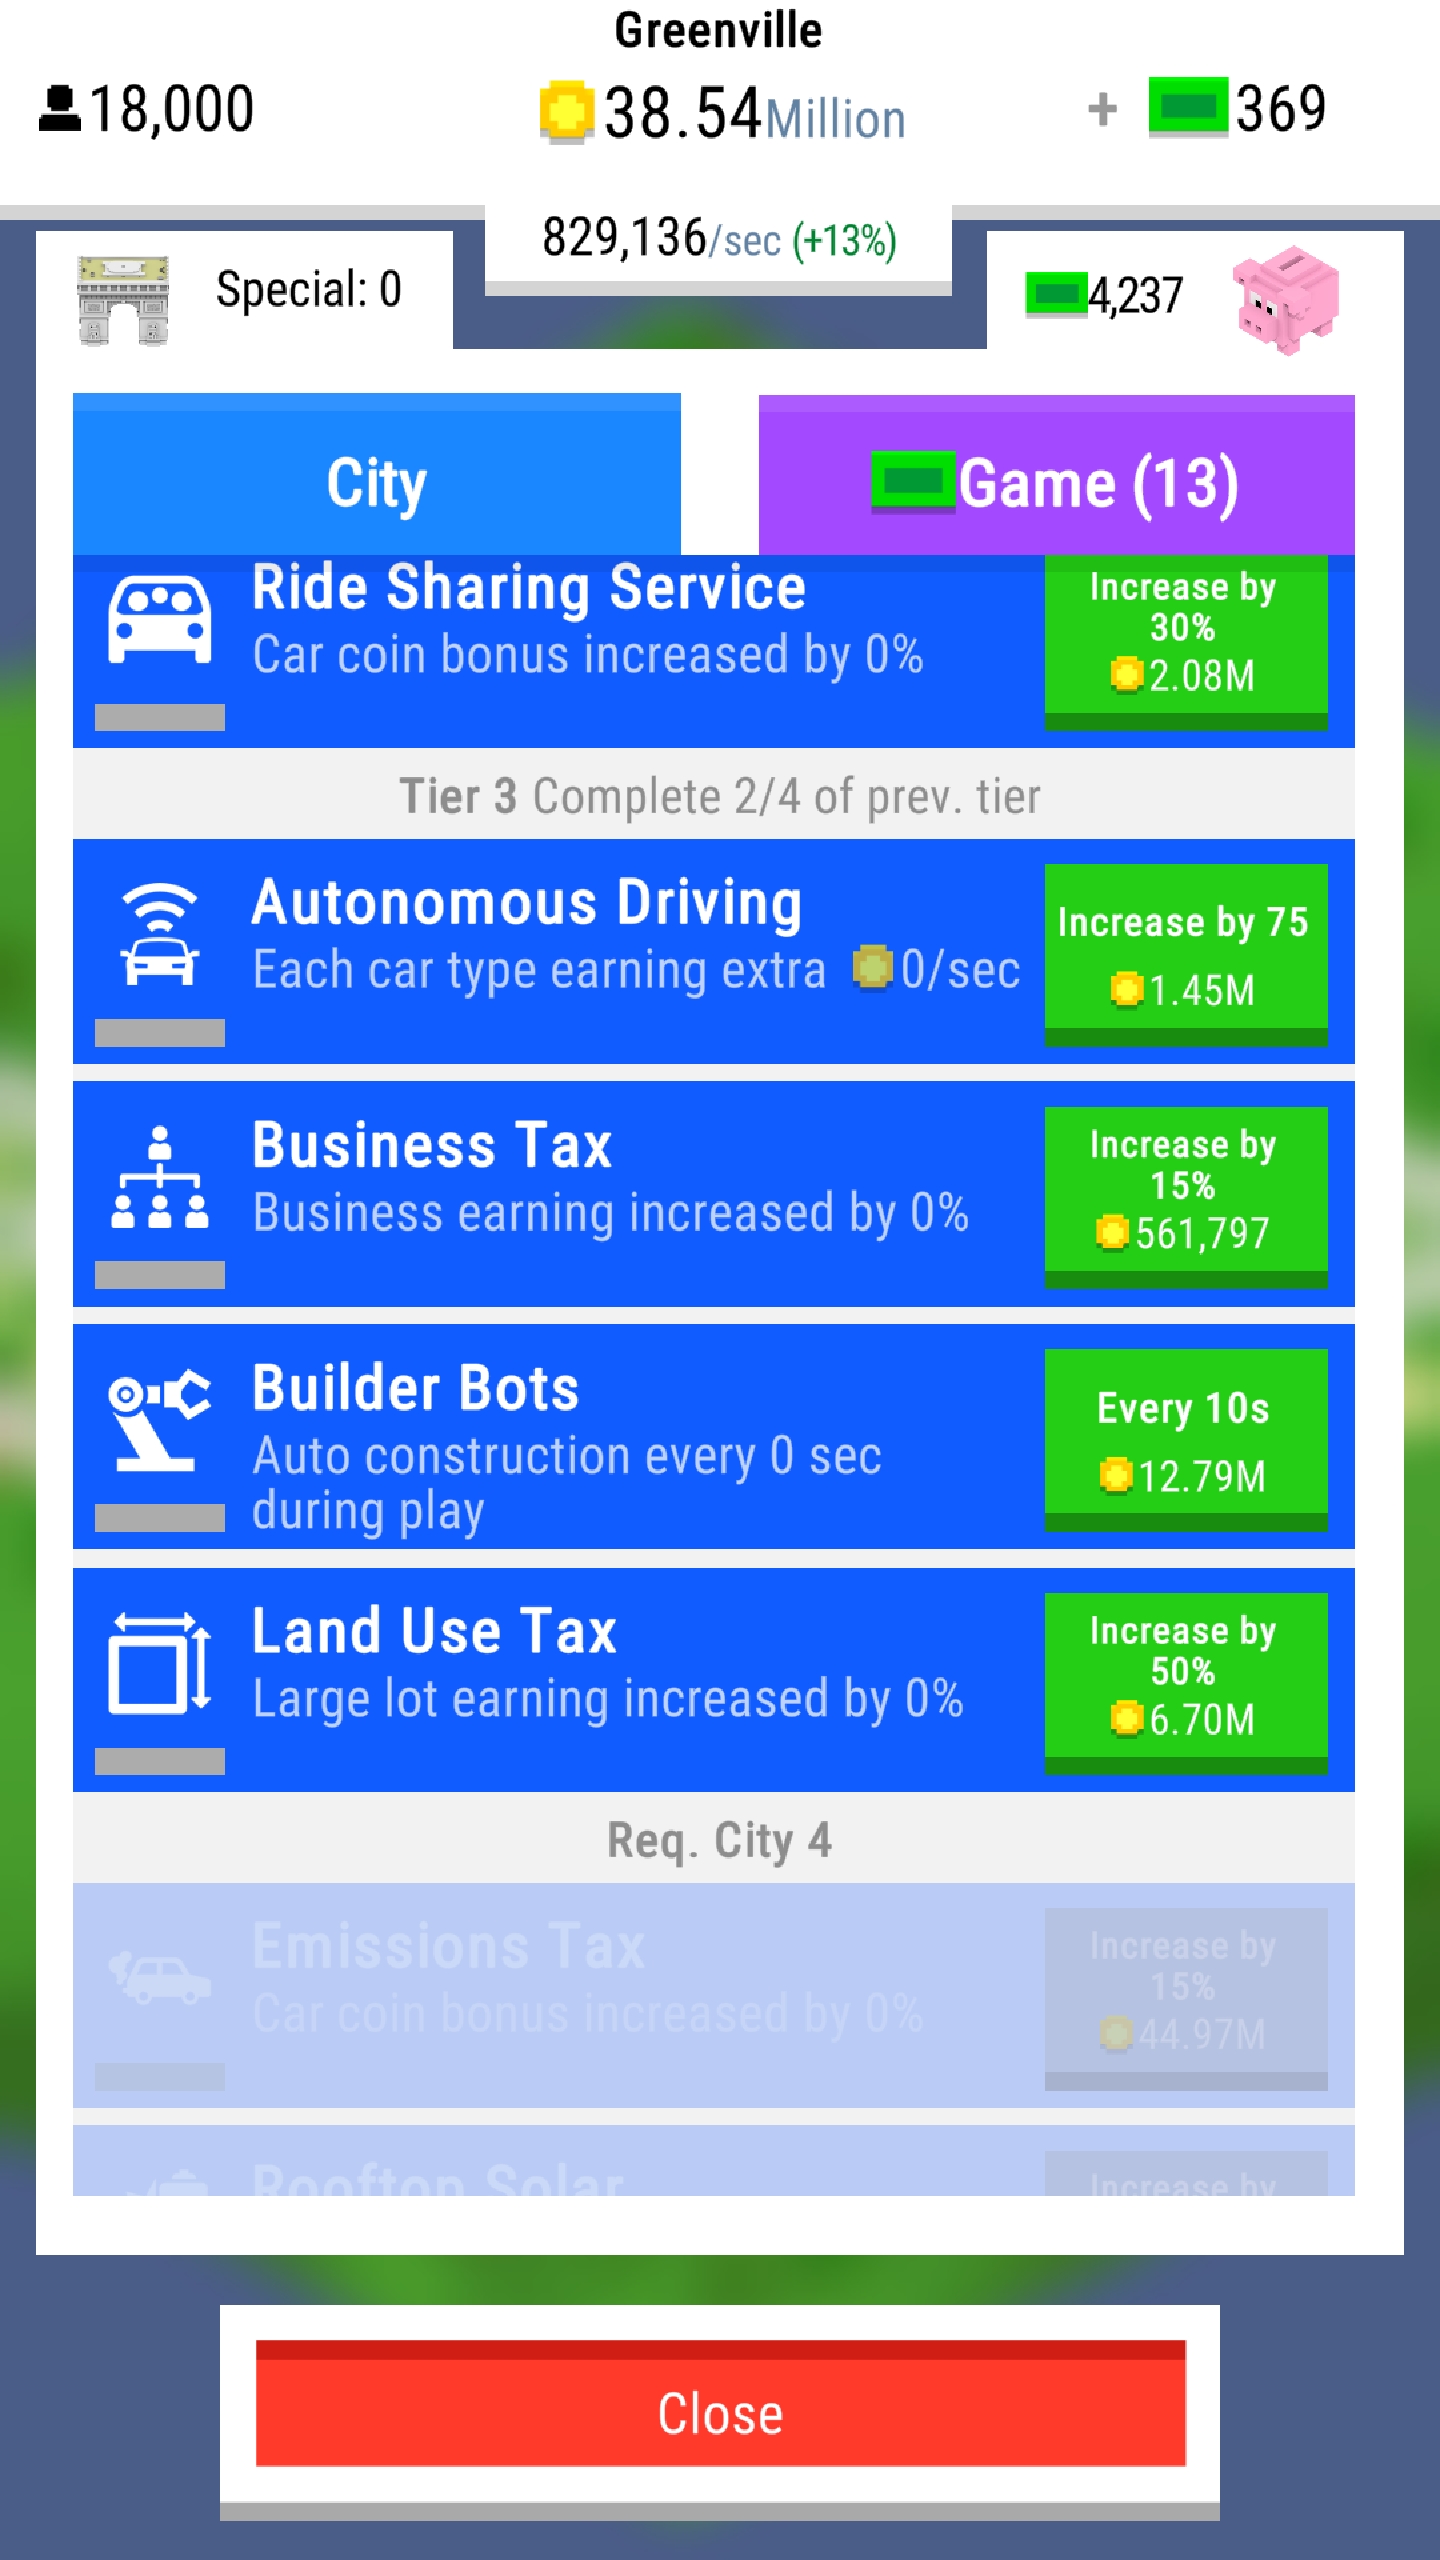 Greenville
18,000
38.54Million
+ 369
829,136/sec (+13%)
Special: 0
4,237
City
Game (13)
Ride Sharing Service
Car coin bonus increased by 0%
Increase by
30%
2.08M
Tier 3 Complete 2/4 of prev. tier
Autonomous Driving
Each car type earning extra 0/sec
Increase by 75
1.45M
Business Tax
Business earning increased by 0%
Increase by
15%
561,797
Builder Bots
Auto construction every 0 sec
during play
Every 10s
12.79M
Land Use Tax
Large lot earning increased by 0%
Increase by
50%
6.70M
Req. City 4
Emissions Tax
Car coin bonus increased by 0%
Increase by
15%
44.97M
Rooftop Solar
Increase by
Close